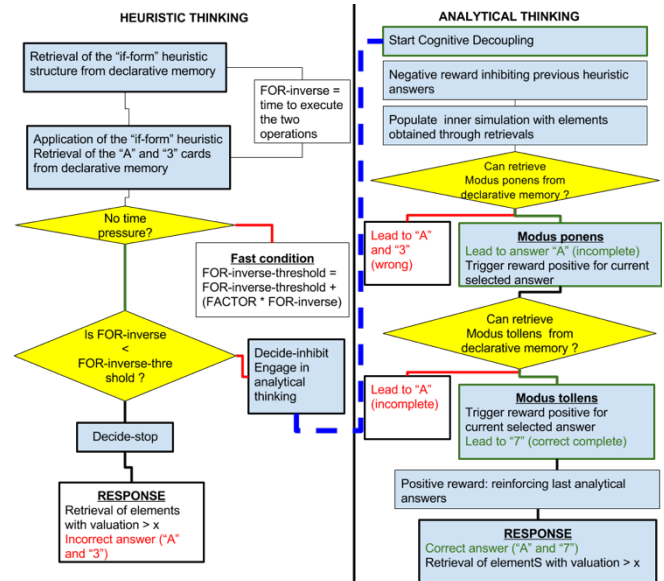 HEURISTIC THINKING
Retrieval of the “if-form” heuristic
structure from declarative memory
FOR-inverse =
time to execute
the two
operations
Application of the “if-form” heuristic
Retrieval of the “A” and “3” cards
from declarative memory
No time
pressure?
Fast condition
FOR-inverse-threshold =
FOR-inverse-threshold +
(FACTOR * FOR-inverse)
Is FOR-inverse
<
FOR-inverse-thre
shold ?
Decide-inhibit
Engage in
analytical
thinking
Decide-stop
RESPONSE
Retrieval of elements
with valuation > x
Incorrect answer (“A”
and “3”)
ANALYTICAL THINKING
Start Cognitive Decoupling
Negative reward inhibiting previous heuristic
answers
Populate inner simulation with elements
obtained through retrievals
Can retrieve
Modus ponens from
declarative memory ?
Lead to “A”
and “3”
(wrong)
Modus ponens
Lead to answer “A” (incomplete)
Trigger reward positive for current
selected answer
Can retrieve
Modus tollens from
declarative memory ?
Lead to “A”
(incomplete)
Modus tollens
Trigger reward positive for
current selected answer
Lead to “7” (correct complete)
Positive reward: reinforcing last analytical
answers
RESPONSE
Correct answer (“A” and “7”)
Retrieval of elementS with valuation > x